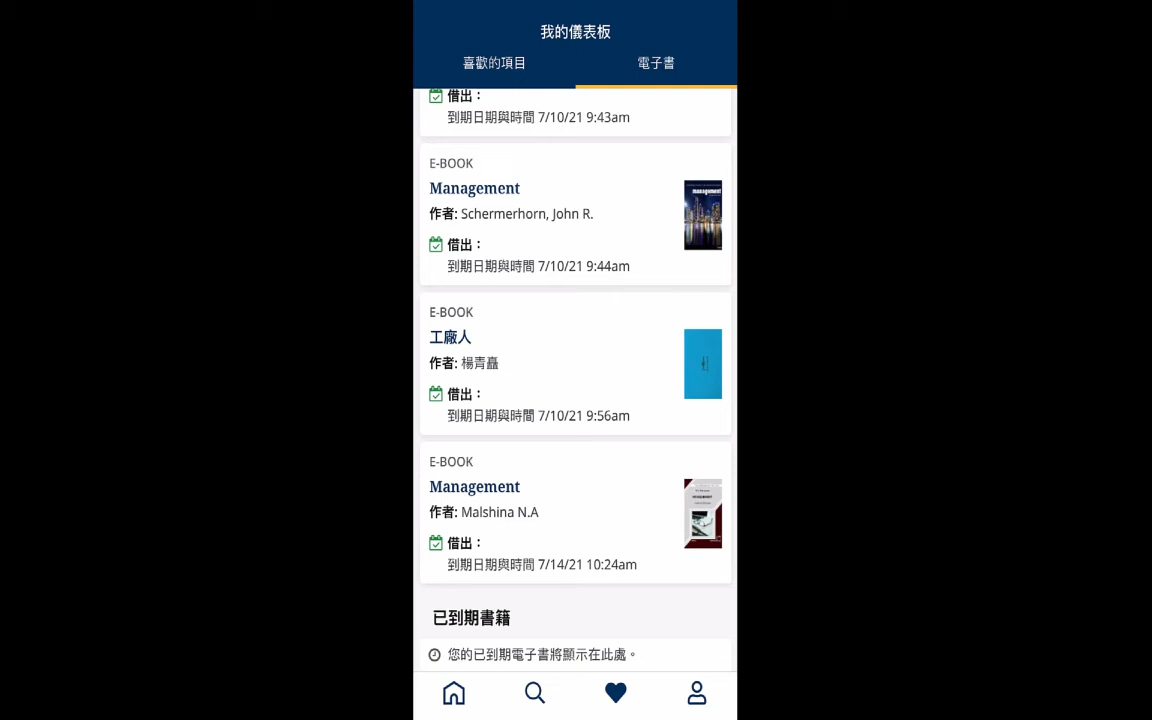 我的儀表板
喜歡的項目 電子書
借出：
到期日期與時間 7/10/21 9:43am
E-BOOK
Management
作者: Schermerhorn, John R.
借出：
到期日期與時間 7/10/21 9:44am
E-BOOK
工廠人
作者: 楊青矗
借出：
到期日期與時間 7/10/21 9:56am
E-BOOK
Management
作者: Malshina N.A
借出：
到期日期與時間 7/14/21 10:24am
已到期書籍
您的已到期電子書將顯示在此處。